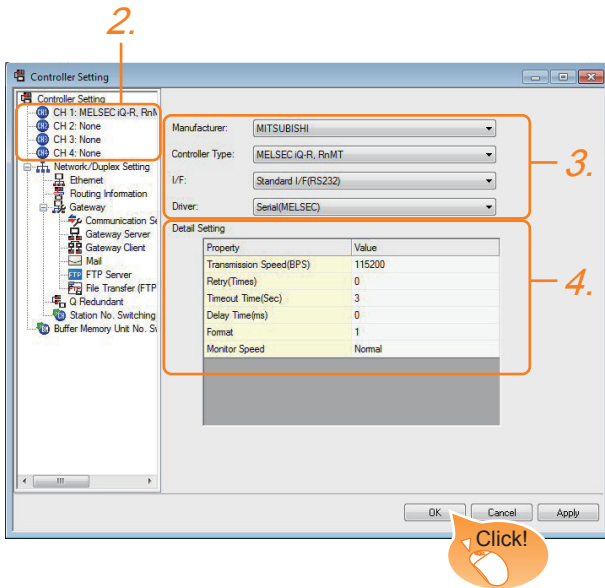 2.
Controller Setting
Controller Setting
CH 1: MELSEC iQ-R, RnM
CH 2: None
CH 3: None
CH 4: None
Network/Duplex Setting
Ethernet
Routing Information
Gateway
Communication Se
Gateway Server
Gateway Client
Mail
FTP FTP Server
File Transfer (FTP
Q Redundant
Station No. Switching
Buffer Memory Unit No. Sw
Manufacturer: MITSUBISHI
Controller Type: MELSEC iQ-R, RnMT
I/F: Standard I/F(RS232)
Driver: Serial(MELSEC)
3.
Detail Setting
Property Value
Transmission Speed(BPS) 115200
Retry(Times) 0
Timeout Time(Sec) 3
Delay Time(ms) 0
Format 1
Monitor Speed Normal
4.
OK Cancel Apply
Click!